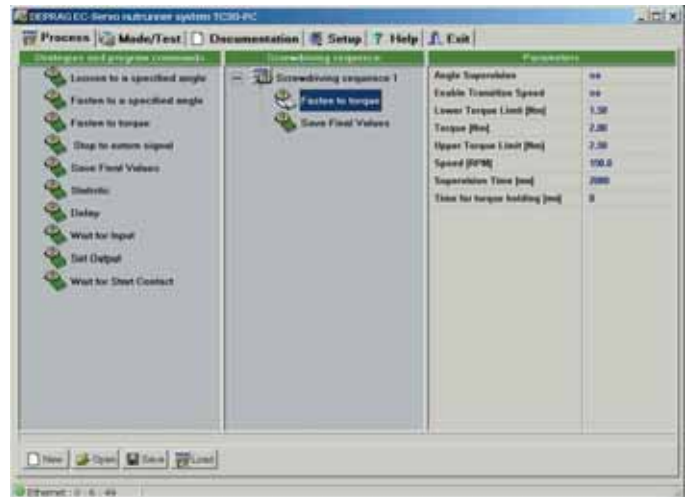 DEPRAG EC-Servo nutrunner system TC30-PC
Process Mode/Test Documentation Setup ? Help Exit
Strategies and program commands
Loosen to a specified angle
Fasten to a specified angle
Fasten to torque
Stop to extern signal
Save Final Values
Statistic
Delay
Wait for Input
Set Output
Wait for Start Contact
Screwdriving sequence
Screwdriving sequence 1
Fasten to torque
Save Final Values
Parameters
Angle Supervision no
Enable Transition Speed no
Lower Torque Limit [Nm] 1.50
Torque [Nm] 2.00
Upper Torque Limit [Nm] 2.50
Speed [RPM]
Supervision Time [ms] 2000
Time for torque holding [ms]
New Open Save Load
Ethernet :